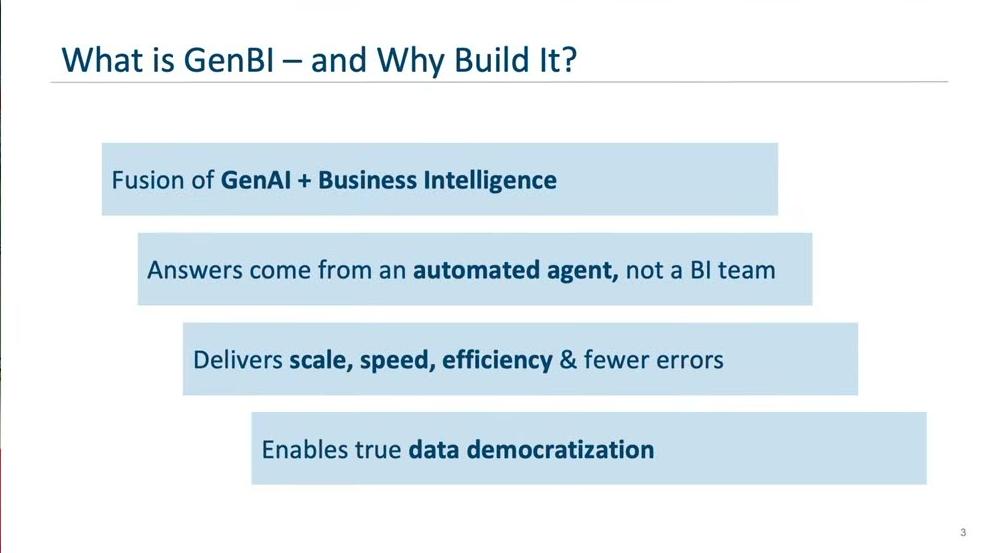 What is GenBI – and Why Build It?
Fusion of GenAI + Business Intelligence
Answers come from an automated agent, not a BI team
Delivers scale, speed, efficiency & fewer errors
Enables true data democratization
3